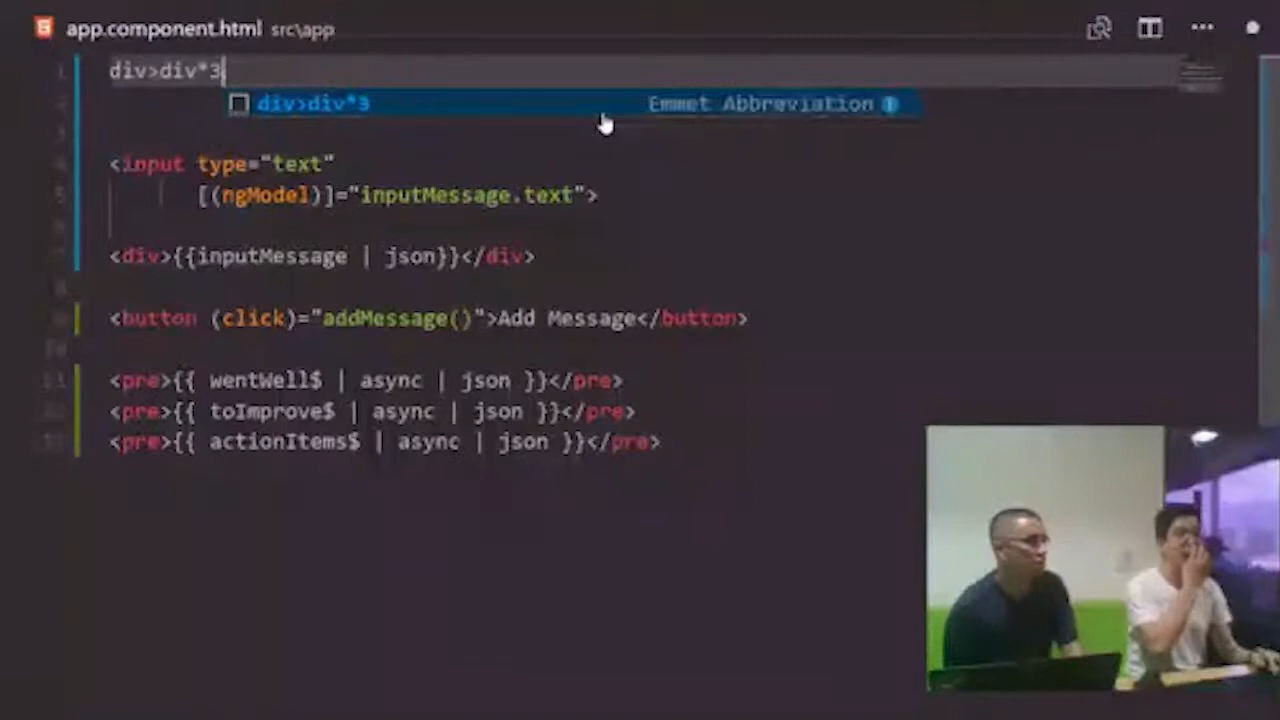 app.component.html src\app
1 div>div*3
div>div*3 Emmet Abbreviation
<input type="text"
[(ngModel)]="inputMessage.text">
<div>{{inputMessage | json}}</div>
<button (click)="addMessage()">Add Message</button>
<pre>{{ wentWell$ | async | json }}</pre>
<pre>{{ toImprove$ | async | json }}</pre>
<pre>{{ actionItems$ | async | json }}</pre>